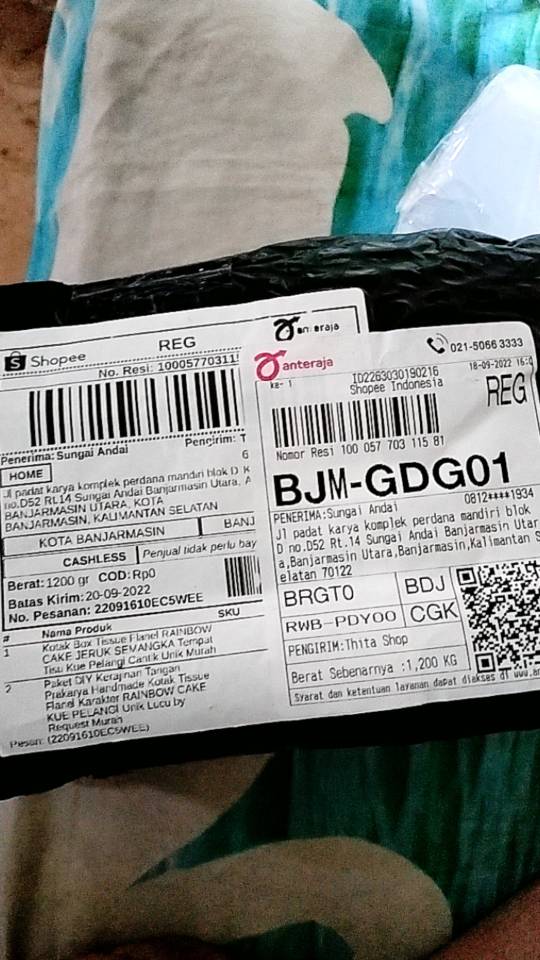 Shopee
REG
No. Resi: 1000577031
Penerima: Sungai Andai
Pengirim: T
6
HOME
Jl padat karya komplek perdana mandiri blok D K
no.D52 Rt.14 Sungai Andai Banjarmasin Utara, A
BANJARMASIN UTARA, KOTA
BANJARMASIN, KALIMANTAN SELATAN
KOTA BANJARMASIN
BANJ
CASHLESS
Penjual tidak perlu bay
Berat: 1200 gr COD: Rp0
Batas Kirim: 20-09-2022
No. Pesanan: 22091610EC5WEE
# Nama Produk
SKU
1 Kotak Box Tissue Flanel RAINBOW
CAKE JERUK SEMANGKA Tempat
Tisu Kue Pelangi Cantik Unik Murah
2 Paket DIY Kerajinan Tangan
Prakarya Handmade Kotak Tissue
Flanel Karakter RAINBOW CAKE
KUE PELANGI Unik Lucu by
Request Murah
Pesan: (22091610EC5WEE)
anteraja
anteraja
021-5066 3333
ke- 1
ID2263030190216
Shopee Indonesia
18-09-2022 16:
REG
Nomor Resi 100 057 703 115 81
BJM-GDG01
PENERIMA:Sungai Andai
0812****1934
Jl padat karya komplek perdana mandiri blok
D no.D52 Rt.14 Sungai Andai Banjarmasin Utar
a,Banjarmasin Utara,Banjarmasin,Kalimantan S
elatan 70122
BRGT0
BDJ
RWB-PDY00
CGK
PENGIRIM:Thita Shop
Berat Sebenarnya :1,200 KG
Syarat dan ketentuan layanan dapat diakses di